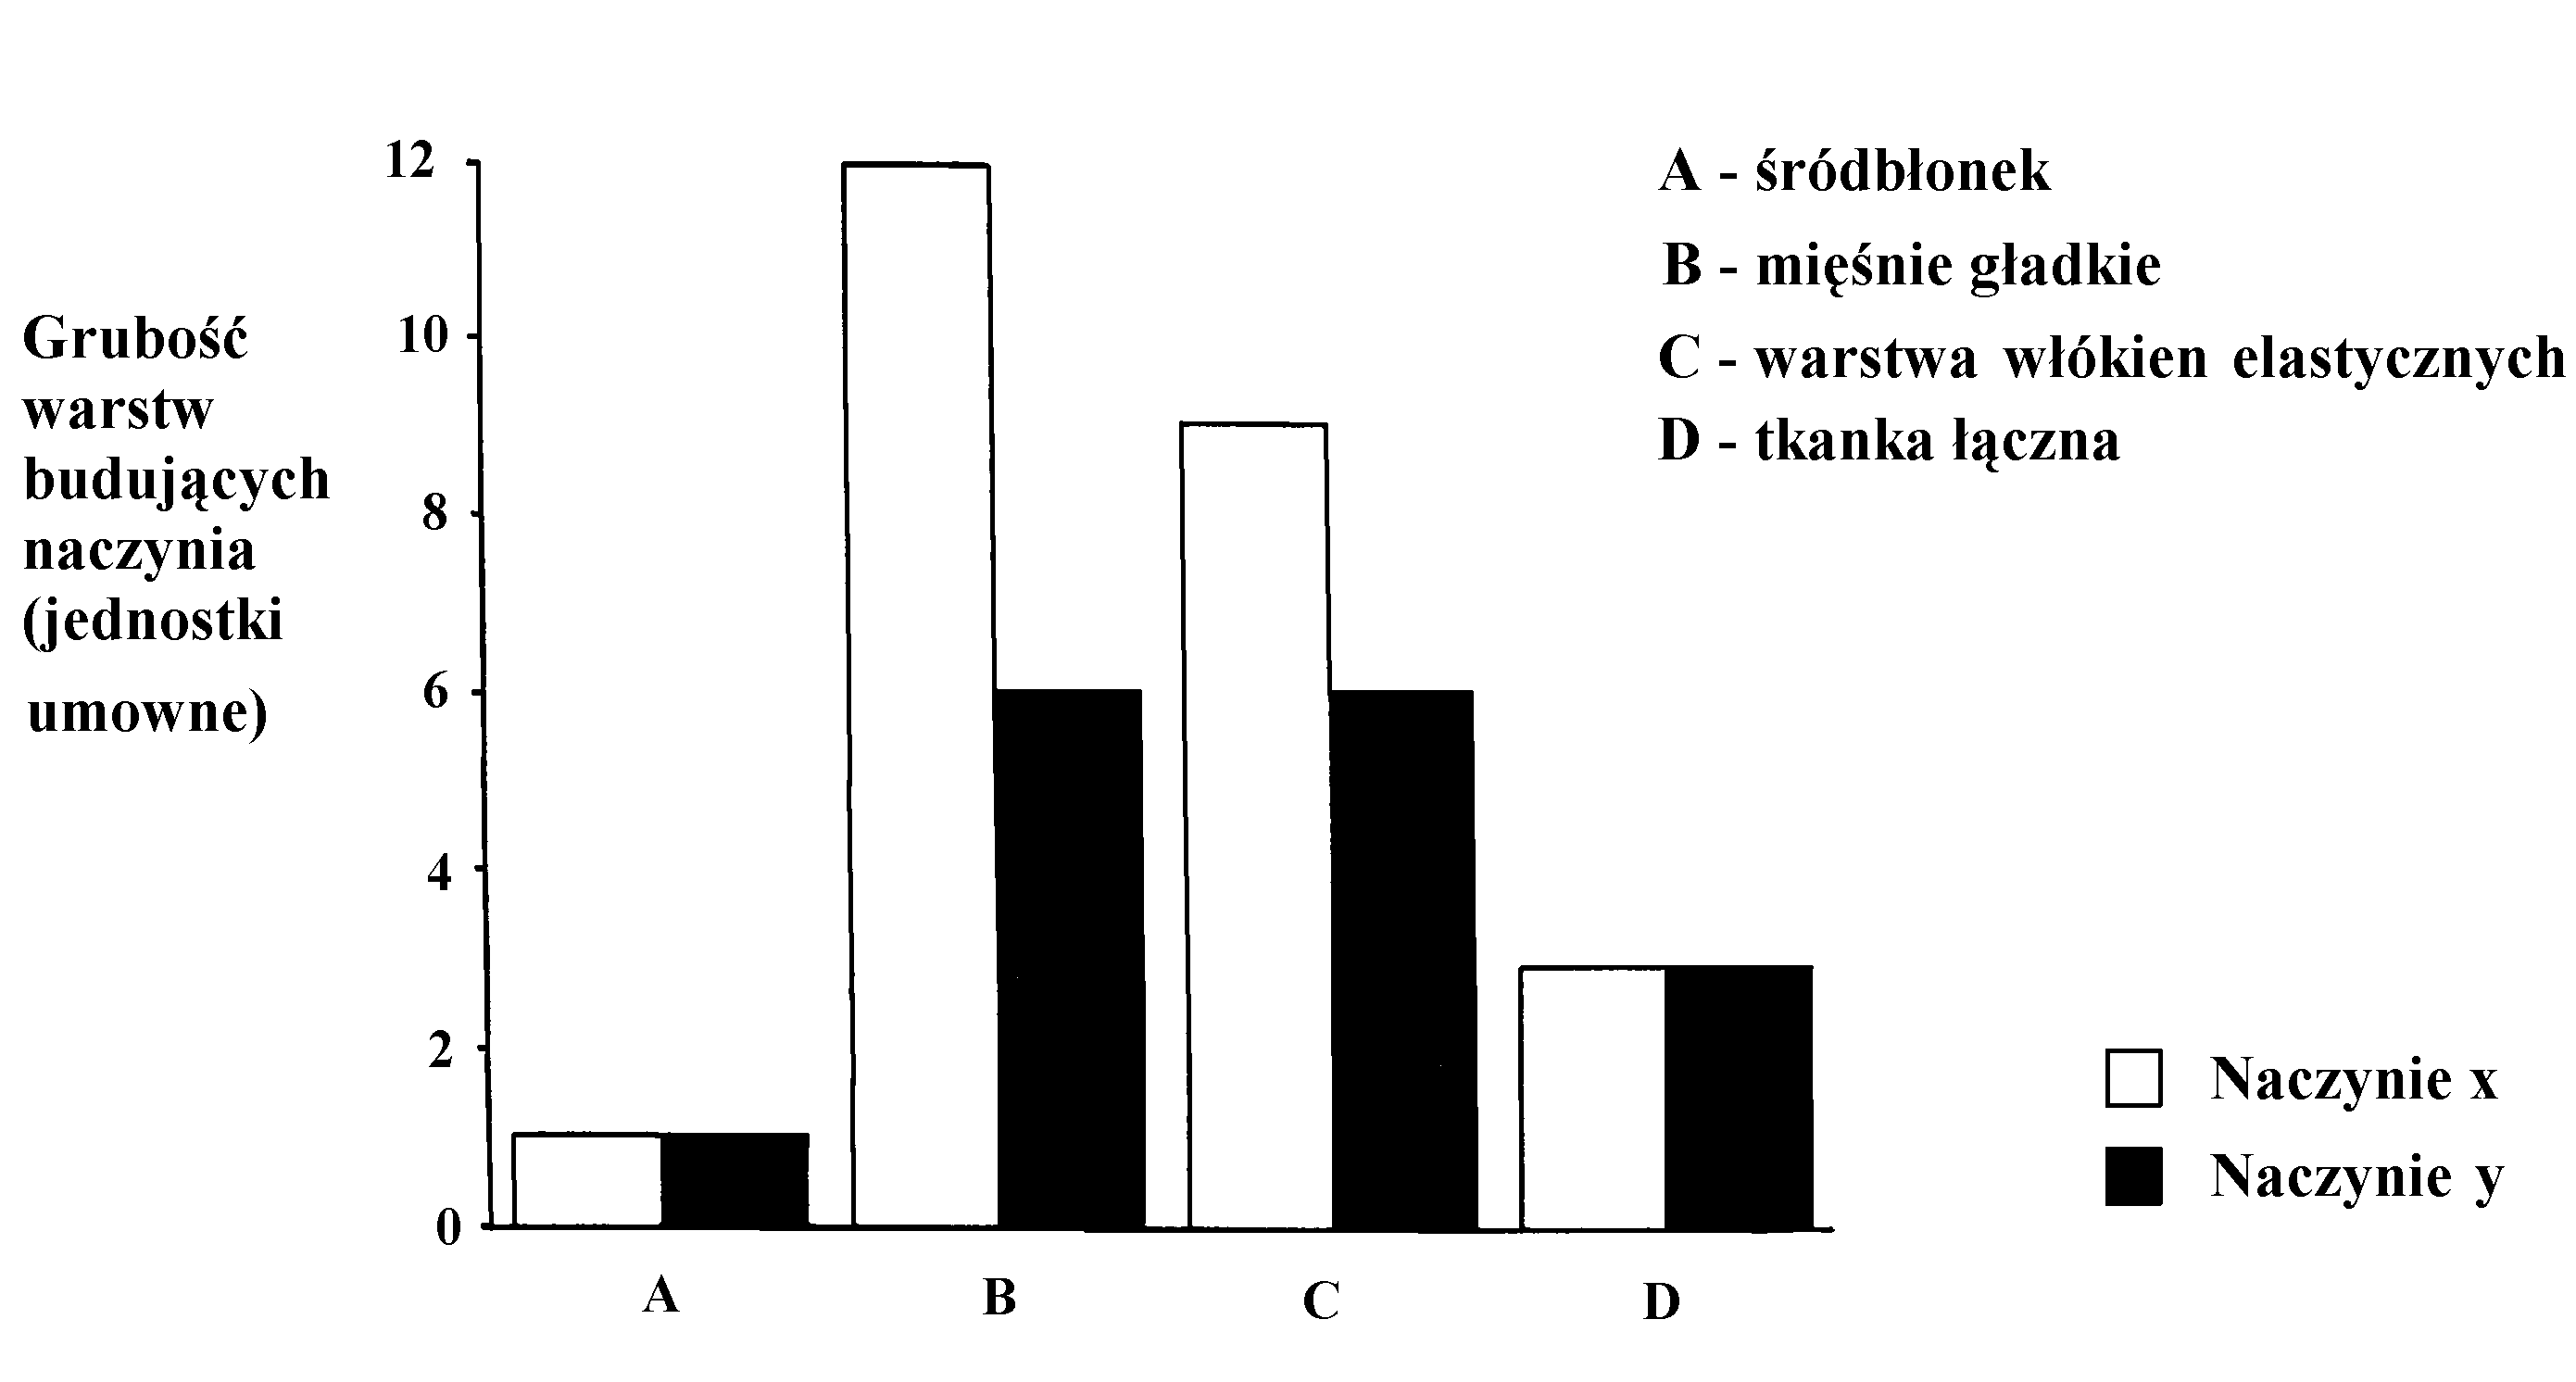 Grubość
warstw
budujących
naczynia
(jednostki
umowne)
12
10
8
6
4
2
0
A
B
C
D
A - śródbłonek
B - mięśnie gładkie
C - warstwa włókien elastycznych
D - tkanka łączna
Naczynie x
Naczynie y